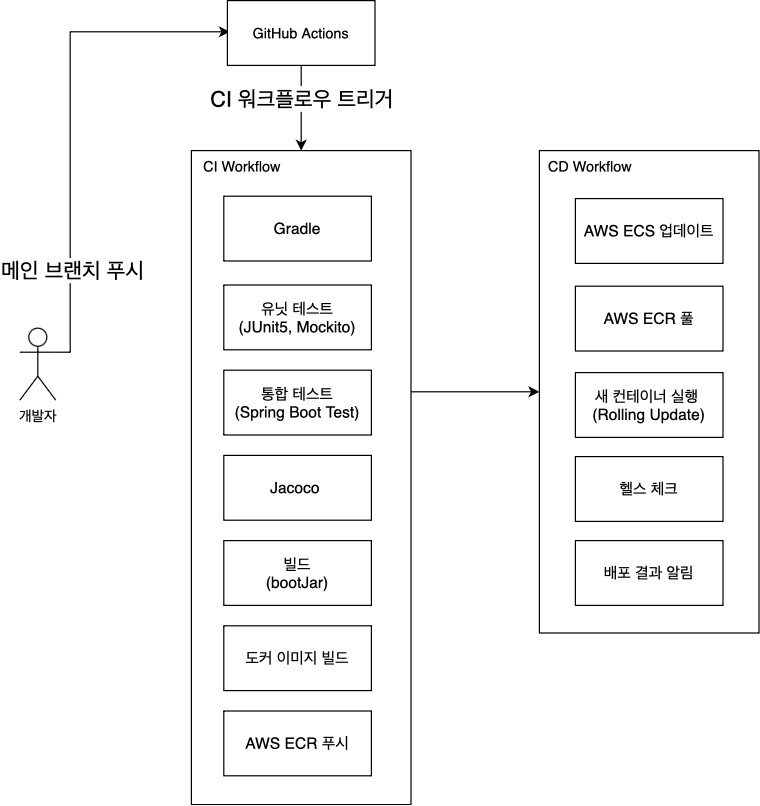 GitHub Actions
CI 워크플로우 트리거
메인 브랜치 푸시
개발자
CI Workflow
Gradle
유닛 테스트
(JUnit5, Mockito)
통합 테스트
(Spring Boot Test)
Jacoco
빌드
(bootJar)
도커 이미지 빌드
AWS ECR 푸시
CD Workflow
AWS ECS 업데이트
AWS ECR 풀
새 컨테이너 실행
(Rolling Update)
헬스 체크
배포 결과 알림